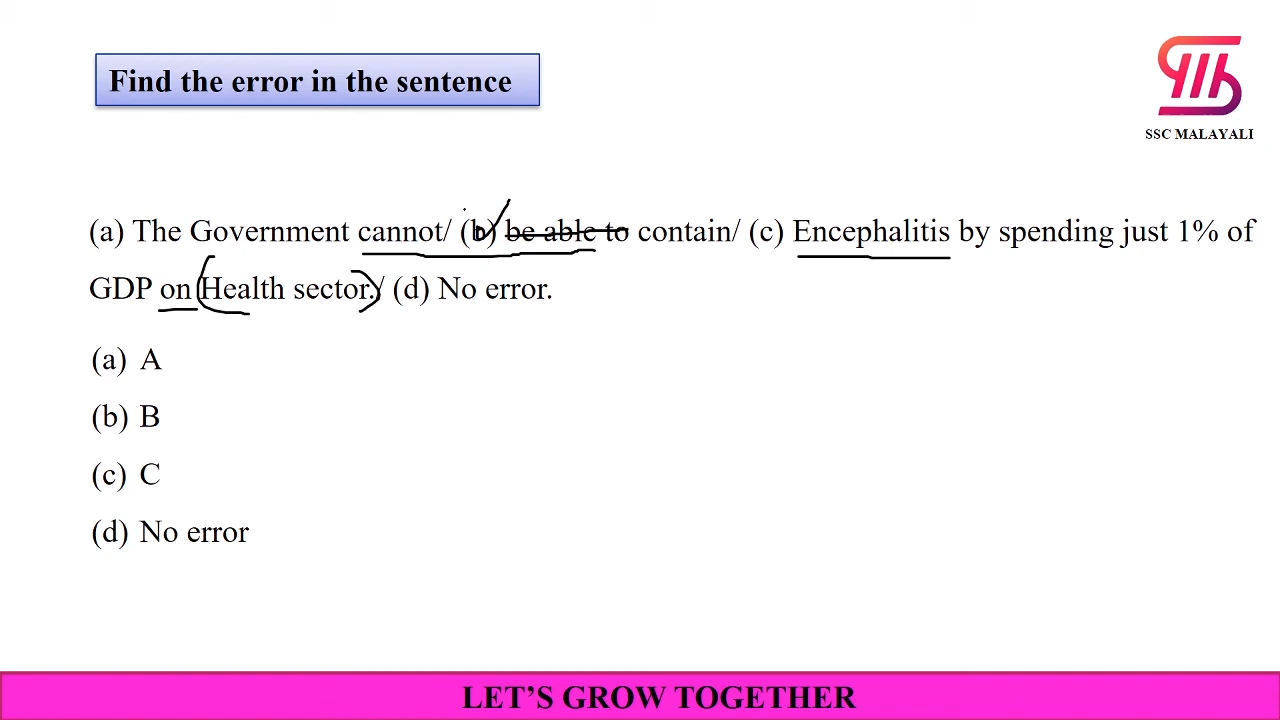 Find the error in the sentence
SSC MALAYALI
(a) The Government cannot/ (b) be able to contain/ (c) Encephalitis by spending just 1% of
GDP on Health sector./ (d) No error.
(a) A
(b) B
(c) C
(d) No error
LET'S GROW TOGETHER